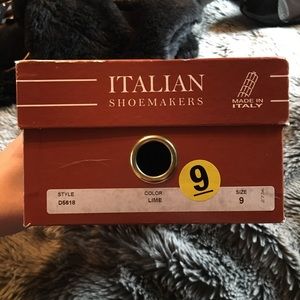 ITALIAN
SHOEMAKERS
MADE IN
ITALY
9
STYLE COLOR SIZE
D5618 LIME 9